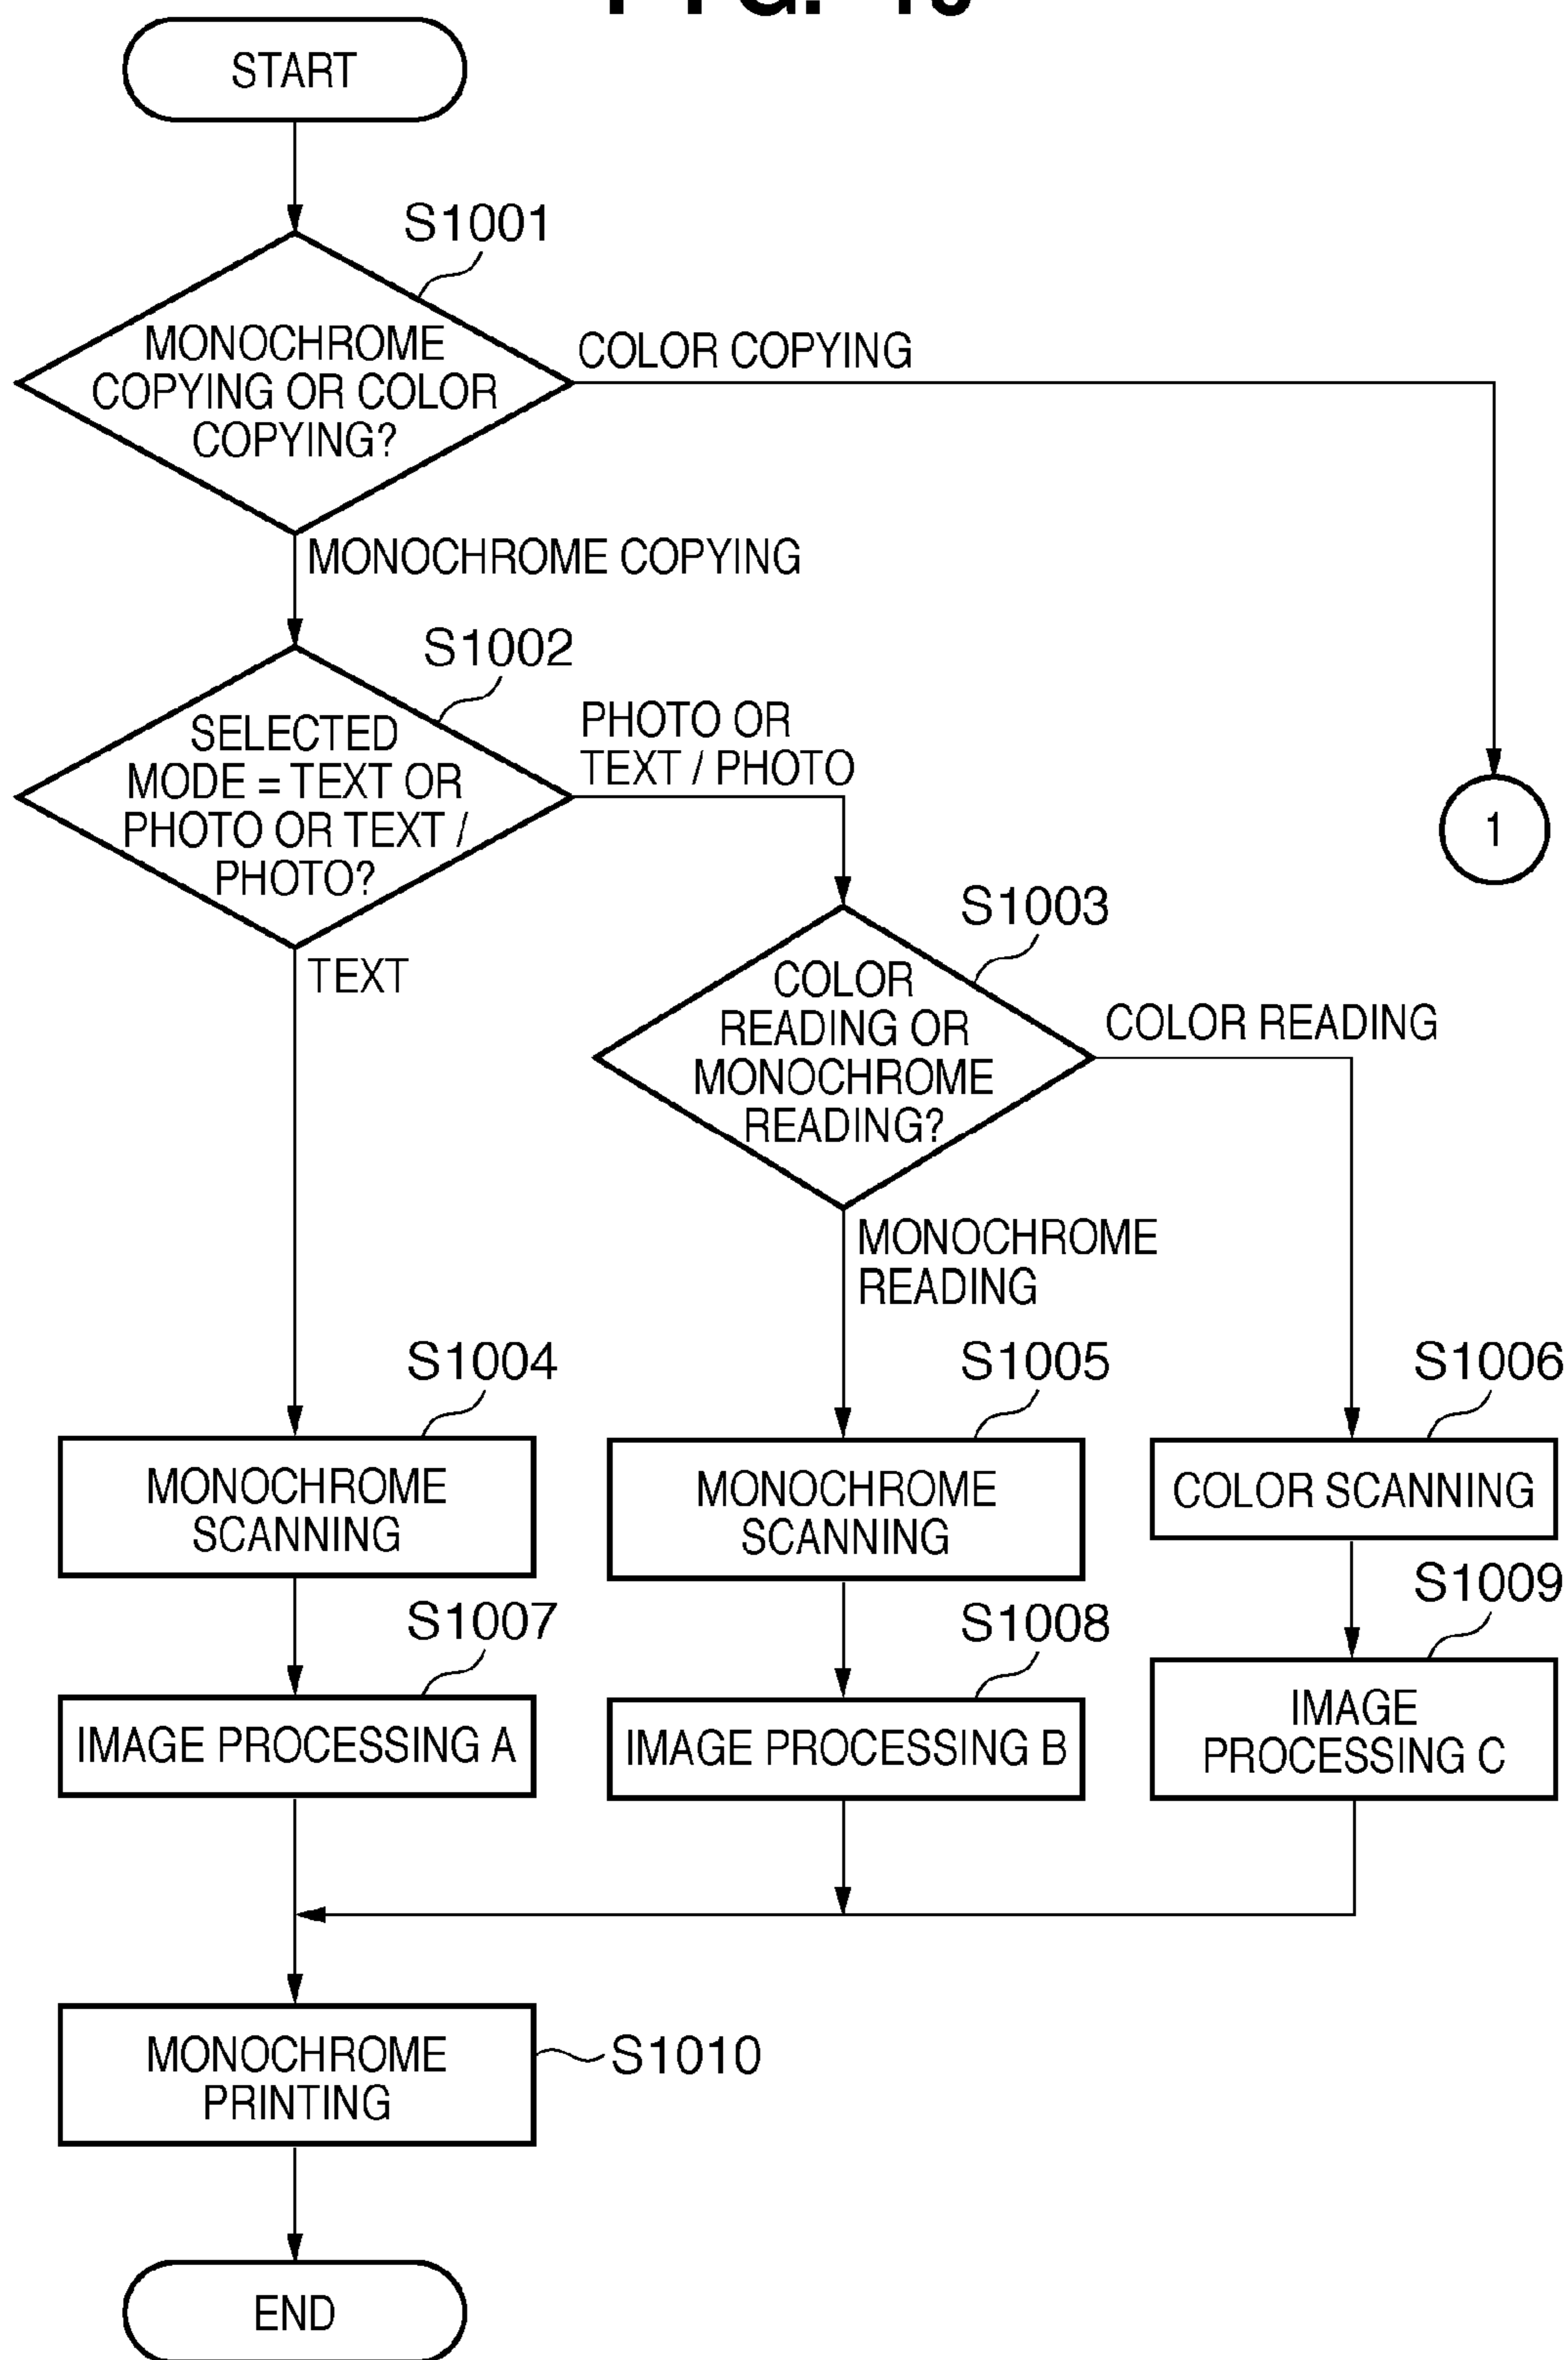 START
S1001
MONOCHROME
COPYING OR COLOR
COPYING?
COLOR COPYING
MONOCHROME COPYING
S1002
SELECTED
MODE = TEXT OR
PHOTO OR TEXT /
PHOTO?
PHOTO OR
TEXT / PHOTO
1
TEXT
S1003
COLOR
READING OR
MONOCHROME
READING?
COLOR READING
MONOCHROME
READING
S1004
MONOCHROME
SCANNING
S1005
MONOCHROME
SCANNING
S1006
COLOR SCANNING
S1007
IMAGE PROCESSING A
S1008
IMAGE PROCESSING B
S1009
IMAGE
PROCESSING C
MONOCHROME
PRINTING
S1010
END